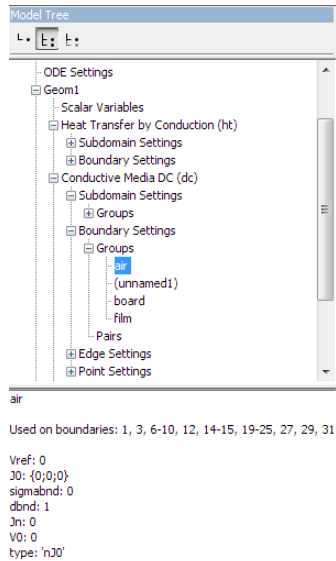 Model Tree
ODE Settings
Geom1
Scalar Variables
Heat Transfer by Conduction (ht)
Subdomain Settings
Boundary Settings
Conductive Media DC (dc)
Subdomain Settings
Groups
Boundary Settings
Groups
air
(unnamed1)
board
film
Pairs
Edge Settings
Point Settings
air
Used on boundaries: 1, 3, 6-10, 12, 14-15, 19-25, 27, 29, 31
Vref: 0
J0: {0;0;0}
sigmabnd: 0
dbnd: 1
Jn: 0
V0: 0
type: 'nJ0'